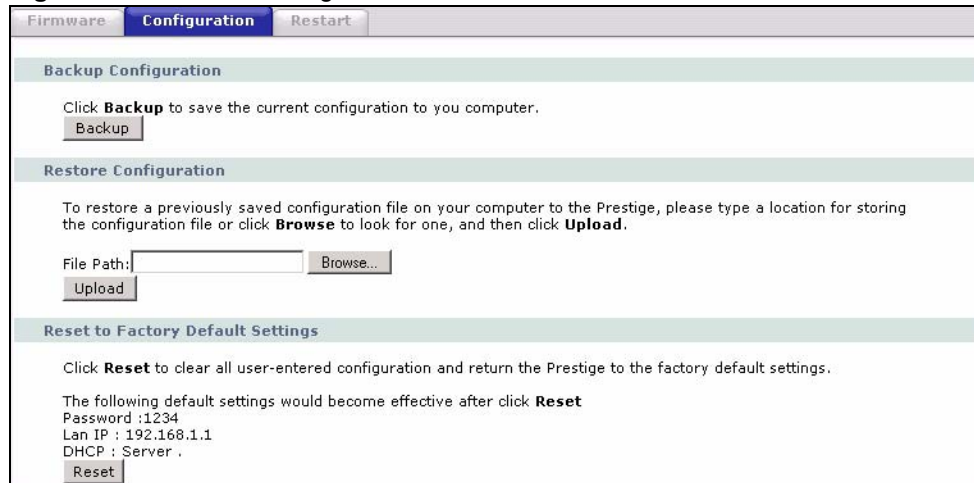 Firmware Configuration Restart
Backup Configuration
Click Backup to save the current configuration to you computer.
Backup
Restore Configuration
To restore a previously saved configuration file on your computer to the Prestige, please type a location for storing
the configuration file or click Browse to look for one, and then click Upload.
File Path: Browse...
Upload
Reset to Factory Default Settings
Click Reset to clear all user-entered configuration and return the Prestige to the factory default settings.
The following default settings would become effective after click Reset
Password :1234
Lan IP : 192.168.1.1
DHCP : Server .
Reset